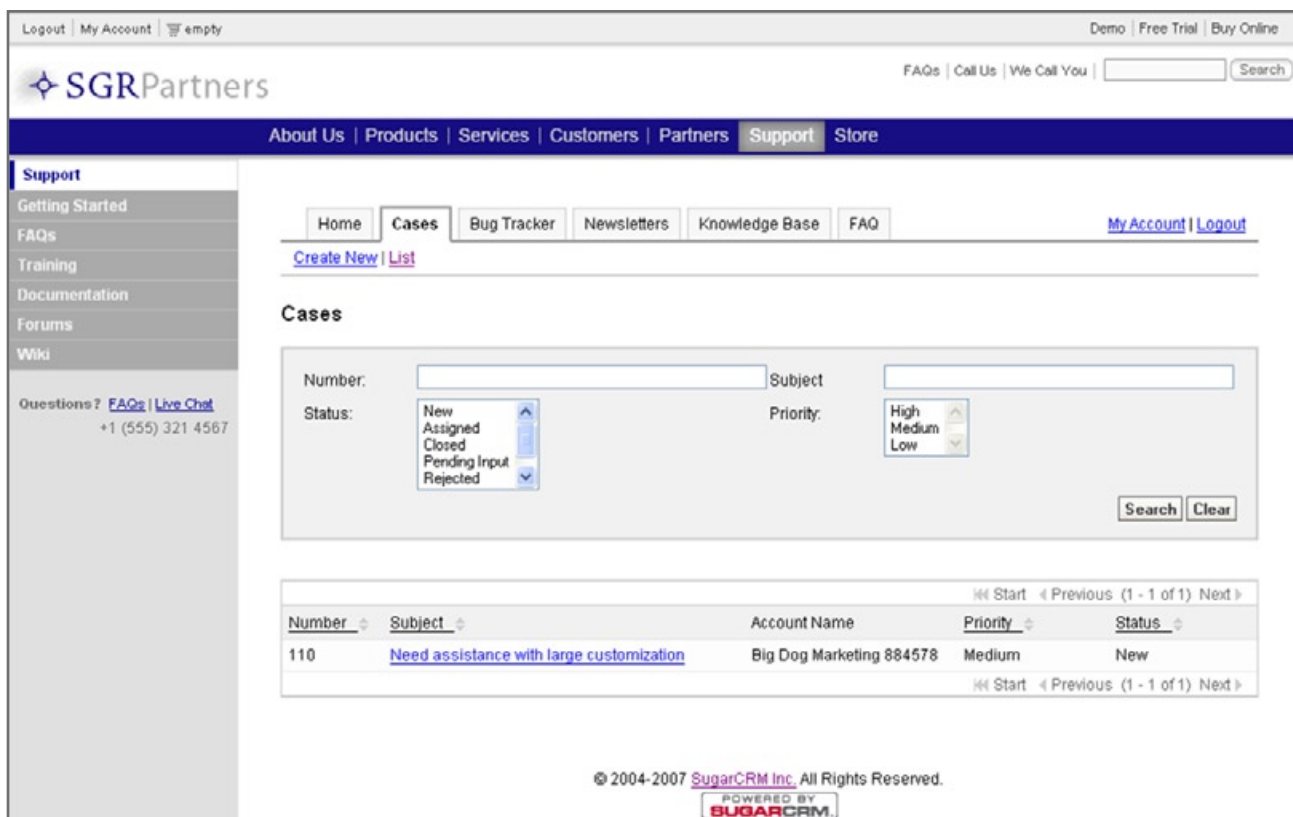 Logout | My Account | empty
Demo | Free Trial | Buy Online
SGRPartners
FAQs | Call Us | We Call You | Search
About Us | Products | Services | Customers | Partners Support Store
Support
Getting Started
FAQs
Training
Documentation
Forums
Wiki
Questions? FAQs | Live Chat
+1 (555) 321 4567
Home Cases Bug Tracker Newsletters Knowledge Base FAQ
My Account | Logout
Create New | List
Cases
Number: Subject
Status: Priority:
New
Assigned
Closed
Pending Input
Rejected
High
Medium
Low
Search Clear
Start Previous (1 - 1 of 1) Next
Number Subject Account Name Priority Status
110 Need assistance with large customization Big Dog Marketing 884578 Medium New
Start Previous (1 - 1 of 1) Next
© 2004-2007 SugarCRM Inc. All Rights Reserved.
POWERED BY
SUGARCRM.